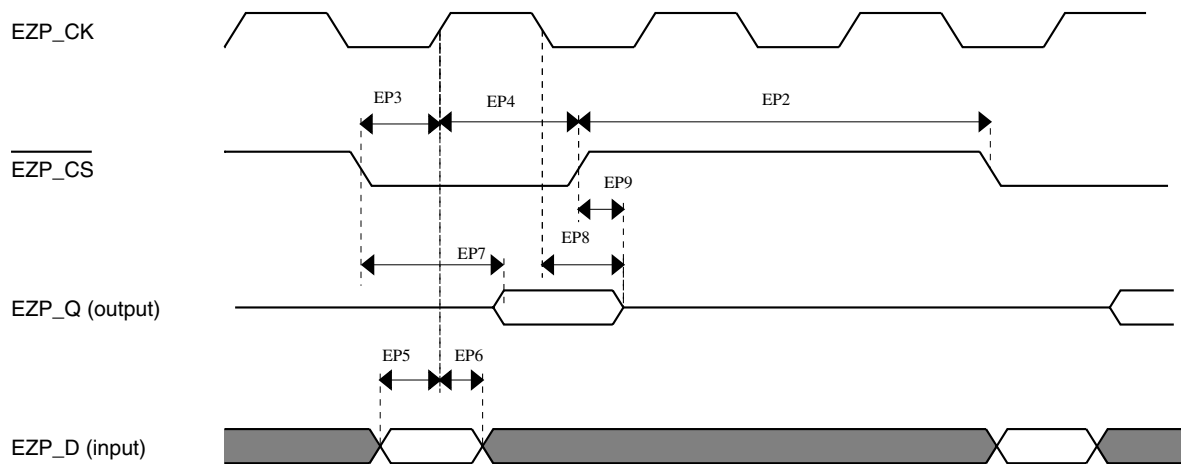 EZP_CK
EP3
EP4
EP2
EZP_CS
EP9
EP8
EP7
EZP_Q (output)
EP5
EP6
EZP_D (input)